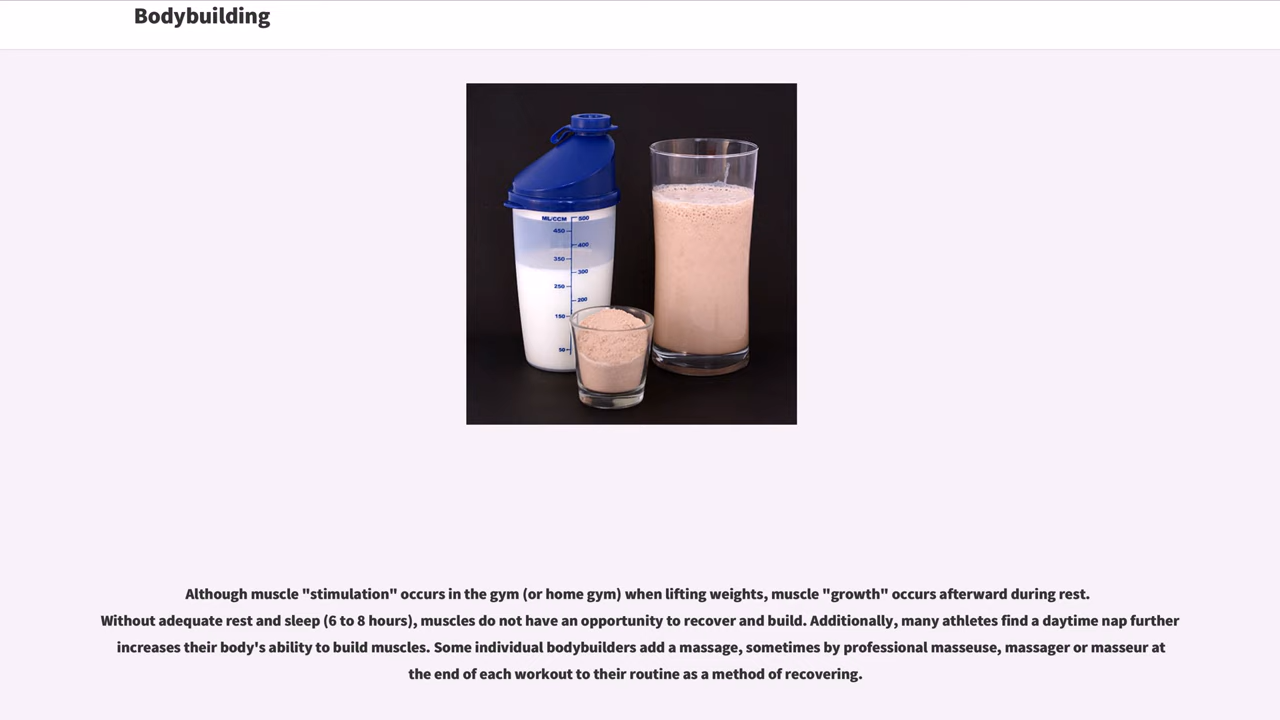 Bodybuilding
ML/CCM 500
450
400
350
300
250
200
150
50
Although muscle "stimulation" occurs in the gym (or home gym) when lifting weights, muscle "growth" occurs afterward during rest.
Without adequate rest and sleep (6 to 8 hours), muscles do not have an opportunity to recover and build. Additionally, many athletes find a daytime nap further
increases their body's ability to build muscles. Some individual bodybuilders add a massage, sometimes by professional masseuse, massager or masseur at
the end of each workout to their routine as a method of recovering.